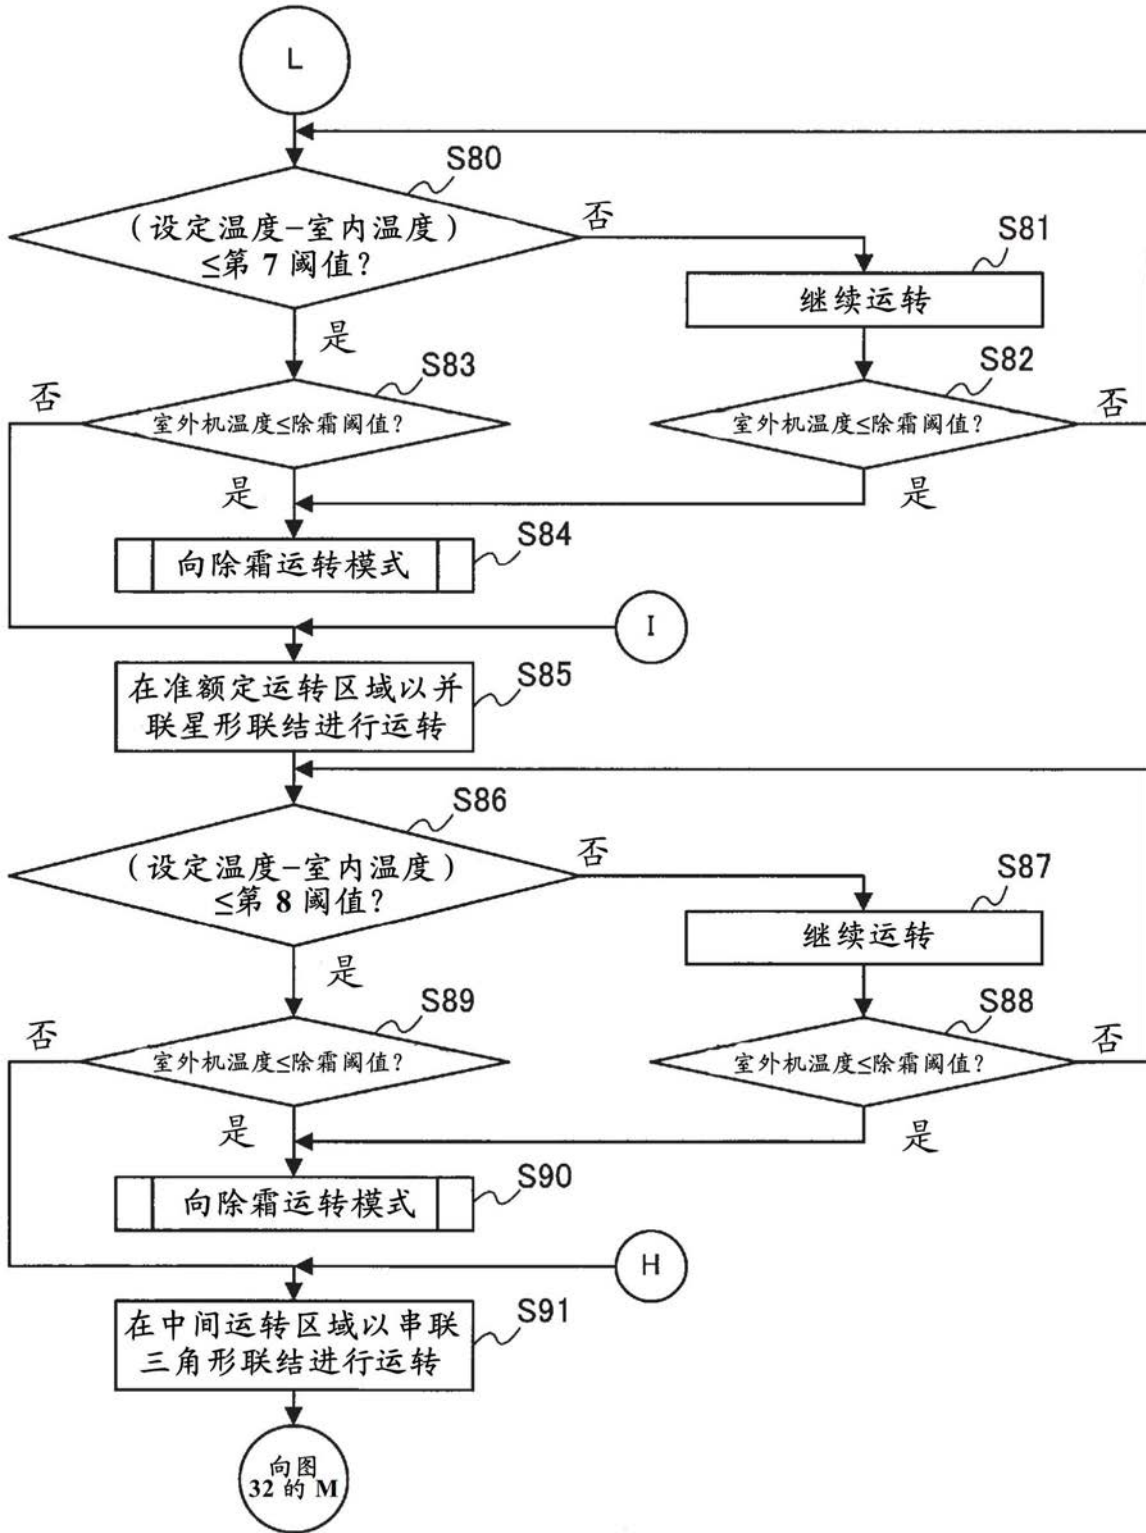 L
S80
(设定温度-室内温度)
≤第 7 阈值?
否
S81
继续运转
是
S83
S82
否
室外机温度≤除霜阈值?
室外机温度≤除霜阈值?
否
是
是
S84
向除霜运转模式
I
S85
在准额定运转区域以并
联星形联结进行运转
S86
(设定温度-室内温度)
≤第 8 阈值?
否
S87
继续运转
是
S89
S88
否
室外机温度≤除霜阈值?
室外机温度≤除霜阈值?
否
是
是
S90
向除霜运转模式
H
S91
在中间运转区域以串联
三角形联结进行运转
向图
32 的 M